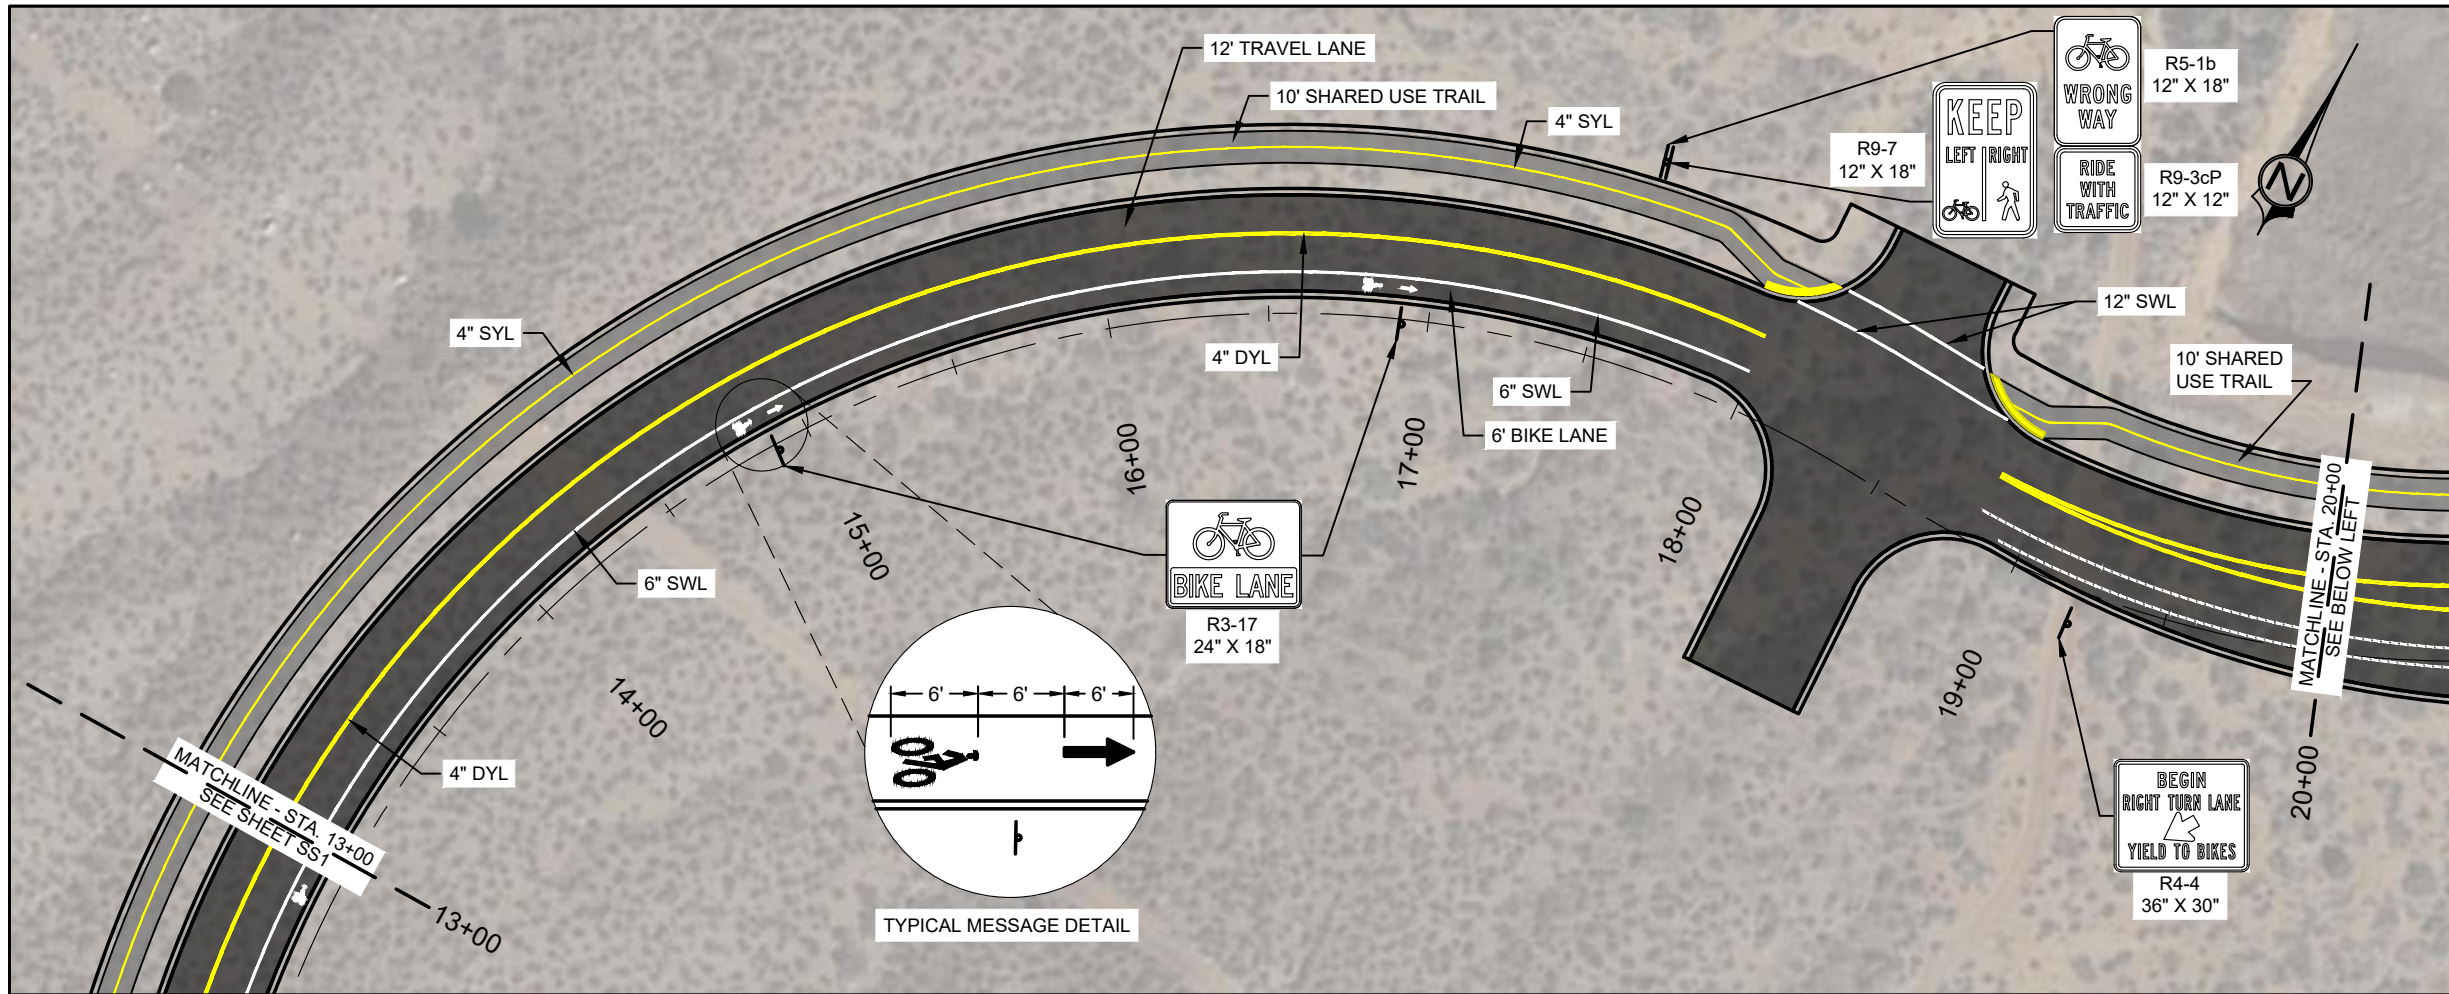 12' TRAVEL LANE
10' SHARED USE TRAIL
4" SYL
WRONG
WAY
R5-1b
12" X 18"
KEEP
LEFT RIGHT
R9-7
12" X 18"
RIDE
WITH
TRAFFIC
R9-3cP
12" X 12"
N
4" SYL
4" DYL
6" SWL
6' BIKE LANE
12" SWL
10' SHARED
USE TRAIL
6" SWL
4" DYL
BIKE LANE
R3-17
24" X 18"
13+00
14+00
15+00
16+00
17+00
18+00
19+00
20+00
MATCHLINE - STA. 13+00
SEE SHEET SS1
MATCHLINE - STA. 20+00
SEE BELOW LEFT
6' 6' 6'
TYPICAL MESSAGE DETAIL
BEGIN
RIGHT TURN LANE
YIELD TO BIKES
R4-4
36" X 30"